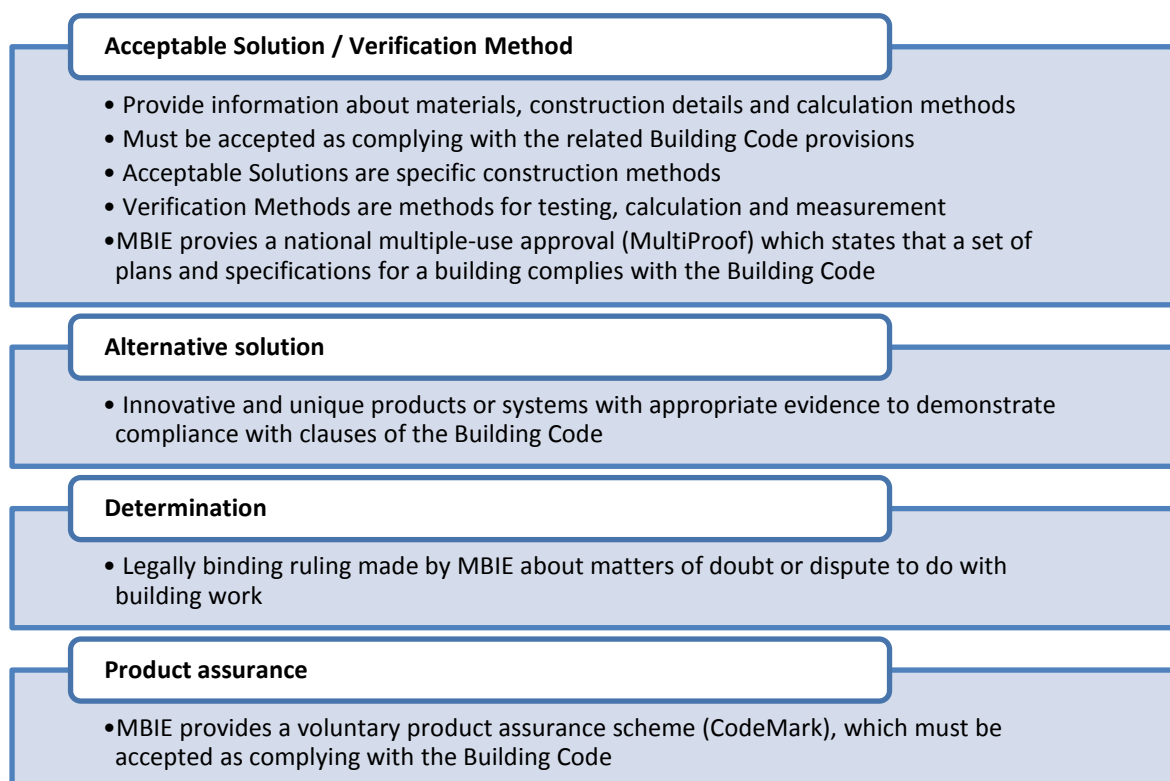 Acceptable Solution / Verification Method
• Provide information about materials, construction details and calculation methods
• Must be accepted as complying with the related Building Code provisions
• Acceptable Solutions are specific construction methods
• Verification Methods are methods for testing, calculation and measurement
•MBIE provies a national multiple-use approval (MultiProof) which states that a set of
plans and specifications for a building complies with the Building Code
Alternative solution
• Innovative and unique products or systems with appropriate evidence to demonstrate
compliance with clauses of the Building Code
Determination
• Legally binding ruling made by MBIE about matters of doubt or dispute to do with
building work
Product assurance
•MBIE provides a voluntary product assurance scheme (CodeMark), which must be
accepted as complying with the Building Code